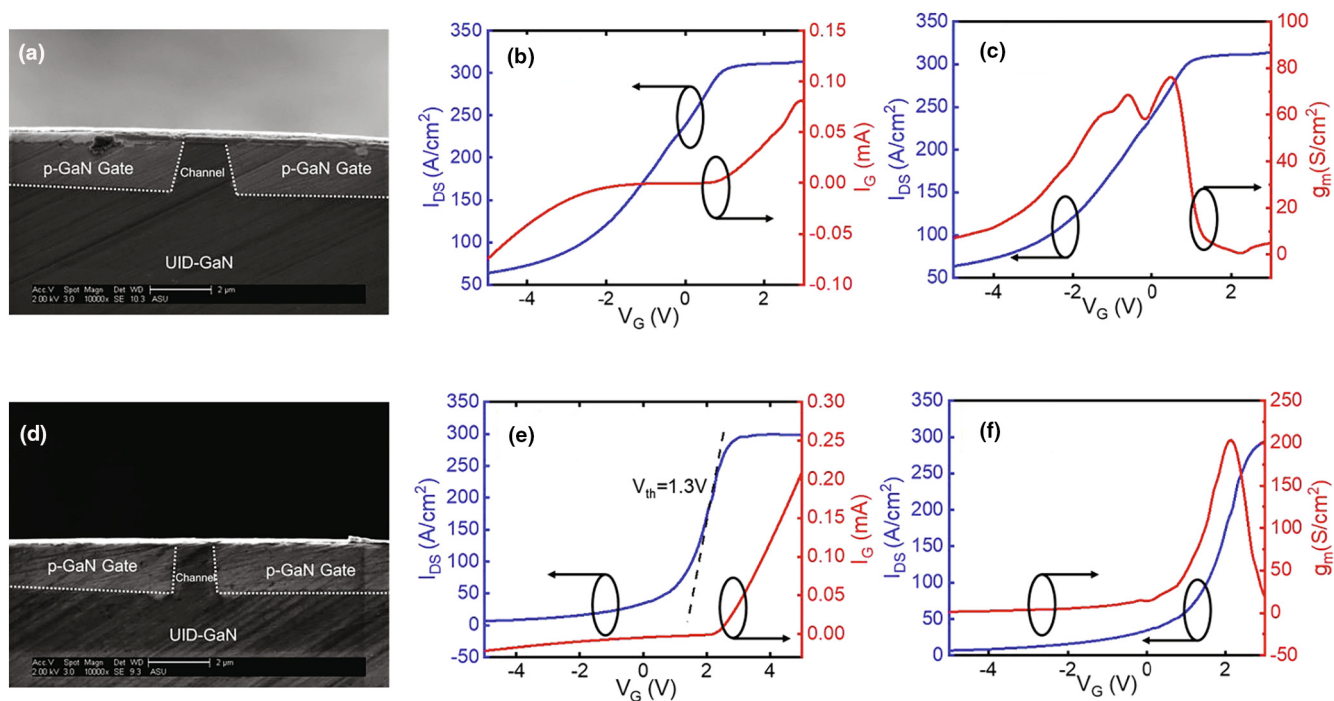 (a)
p-GaN Gate
Channel
p-GaN Gate
UID-GaN
Acc.V Spot Magn Det WD 2 μm
2.00 kV 3.0 10000x SE 10.3 ASU
(b)
I_DS (A/cm²)
350
300
250
200
150
100
50
-4 -2 0 2
V_G (V)
0.15
0.10
0.05
0.00
-0.05
-0.10
I_G (mA)
(c)
I_DS (A/cm²)
350
300
250
200
150
100
50
-4 -2 0 2
V_G (V)
100
80
60
40
20
0
g_m (S/cm²)
(d)
p-GaN Gate
Channel
p-GaN Gate
UID-GaN
Acc.V Spot Magn Det WD 2 μm
2.00 kV 3.0 10000x SE 9.3 ASU
(e)
V_th=1.3V
I_DS (A/cm²)
350
300
250
200
150
100
50
0
-50
-4 -2 0 2 4
V_G (V)
0.30
0.25
0.20
0.15
0.10
0.05
0.00
I_G (mA)
(f)
I_DS (A/cm²)
350
300
250
200
150
100
50
0
-4 -2 0 2
V_G (V)
250
200
150
100
50
0
-50
g_m(S/cm²)